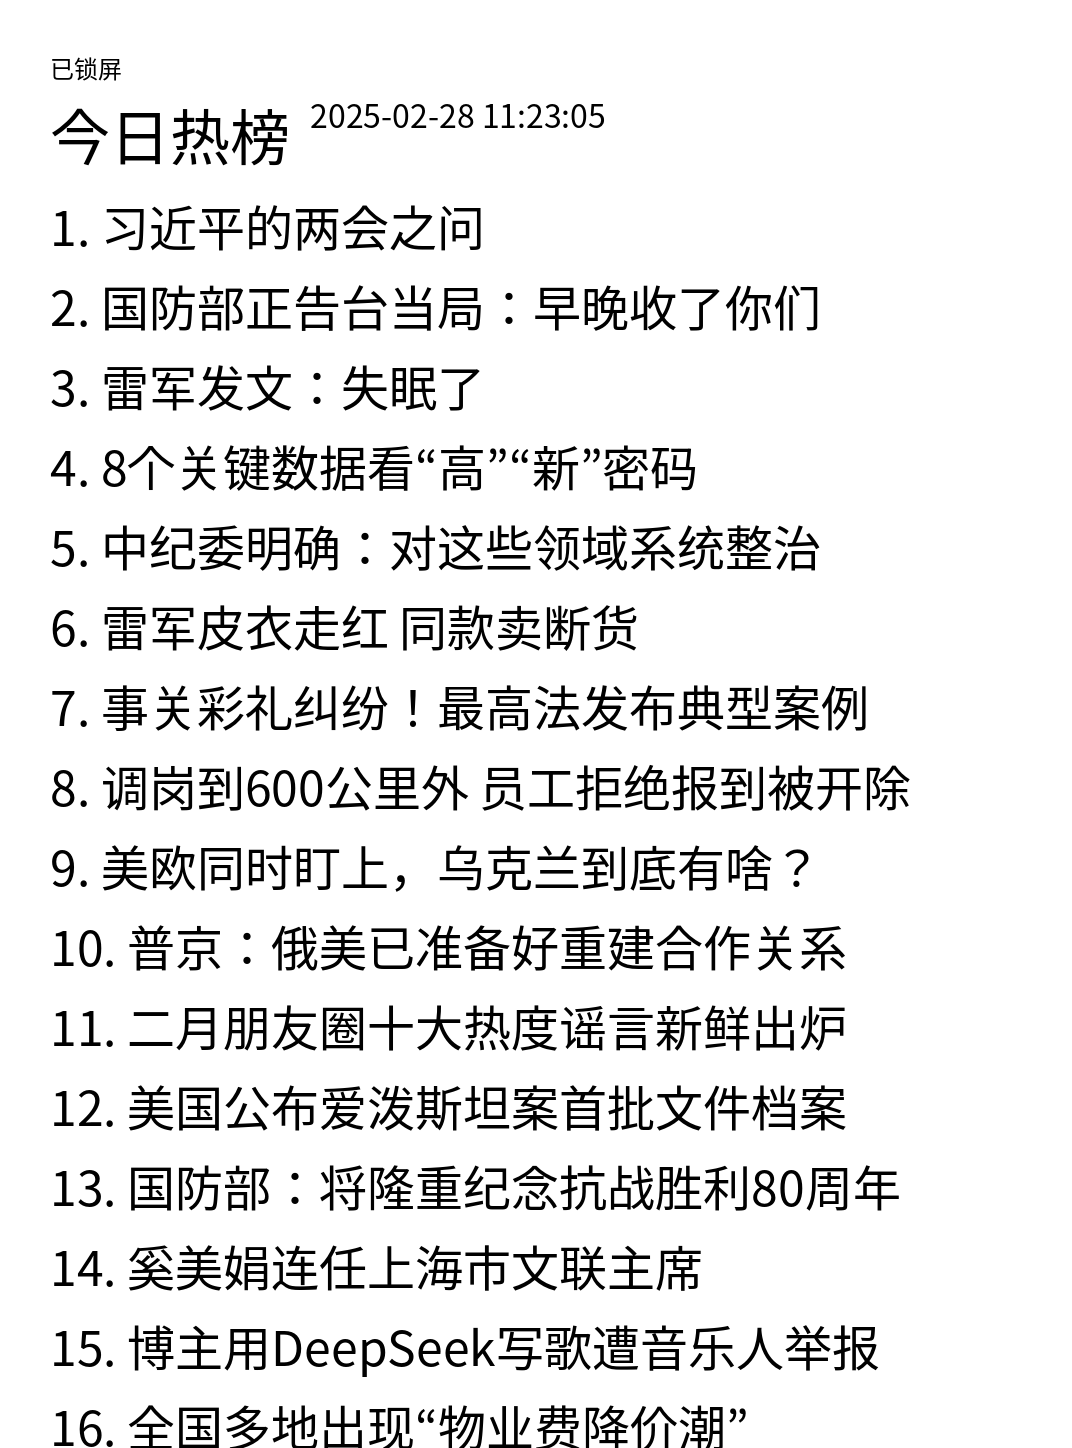 已锁屏
今日热榜 2025-02-28 11:23:05
1. 习近平的两会之问
2. 国防部正告台当局：早晚收了你们
3. 雷军发文：失眠了
4. 8个关键数据看“高”“新”密码
5. 中纪委明确：对这些领域系统整治
6. 雷军皮衣走红 同款卖断货
7. 事关彩礼纠纷！最高法发布典型案例
8. 调岗到600公里外 员工拒绝报到被开除
9. 美欧同时盯上，乌克兰到底有啥？
10. 普京：俄美已准备好重建合作关系
11. 二月朋友圈十大热度谣言新鲜出炉
12. 美国公布爱泼斯坦案首批文件档案
13. 国防部：将隆重纪念抗战胜利80周年
14. 奚美娟连任上海市文联主席
15. 博主用DeepSeek写歌遭音乐人举报
16. 全国多地出现“物业费降价潮”